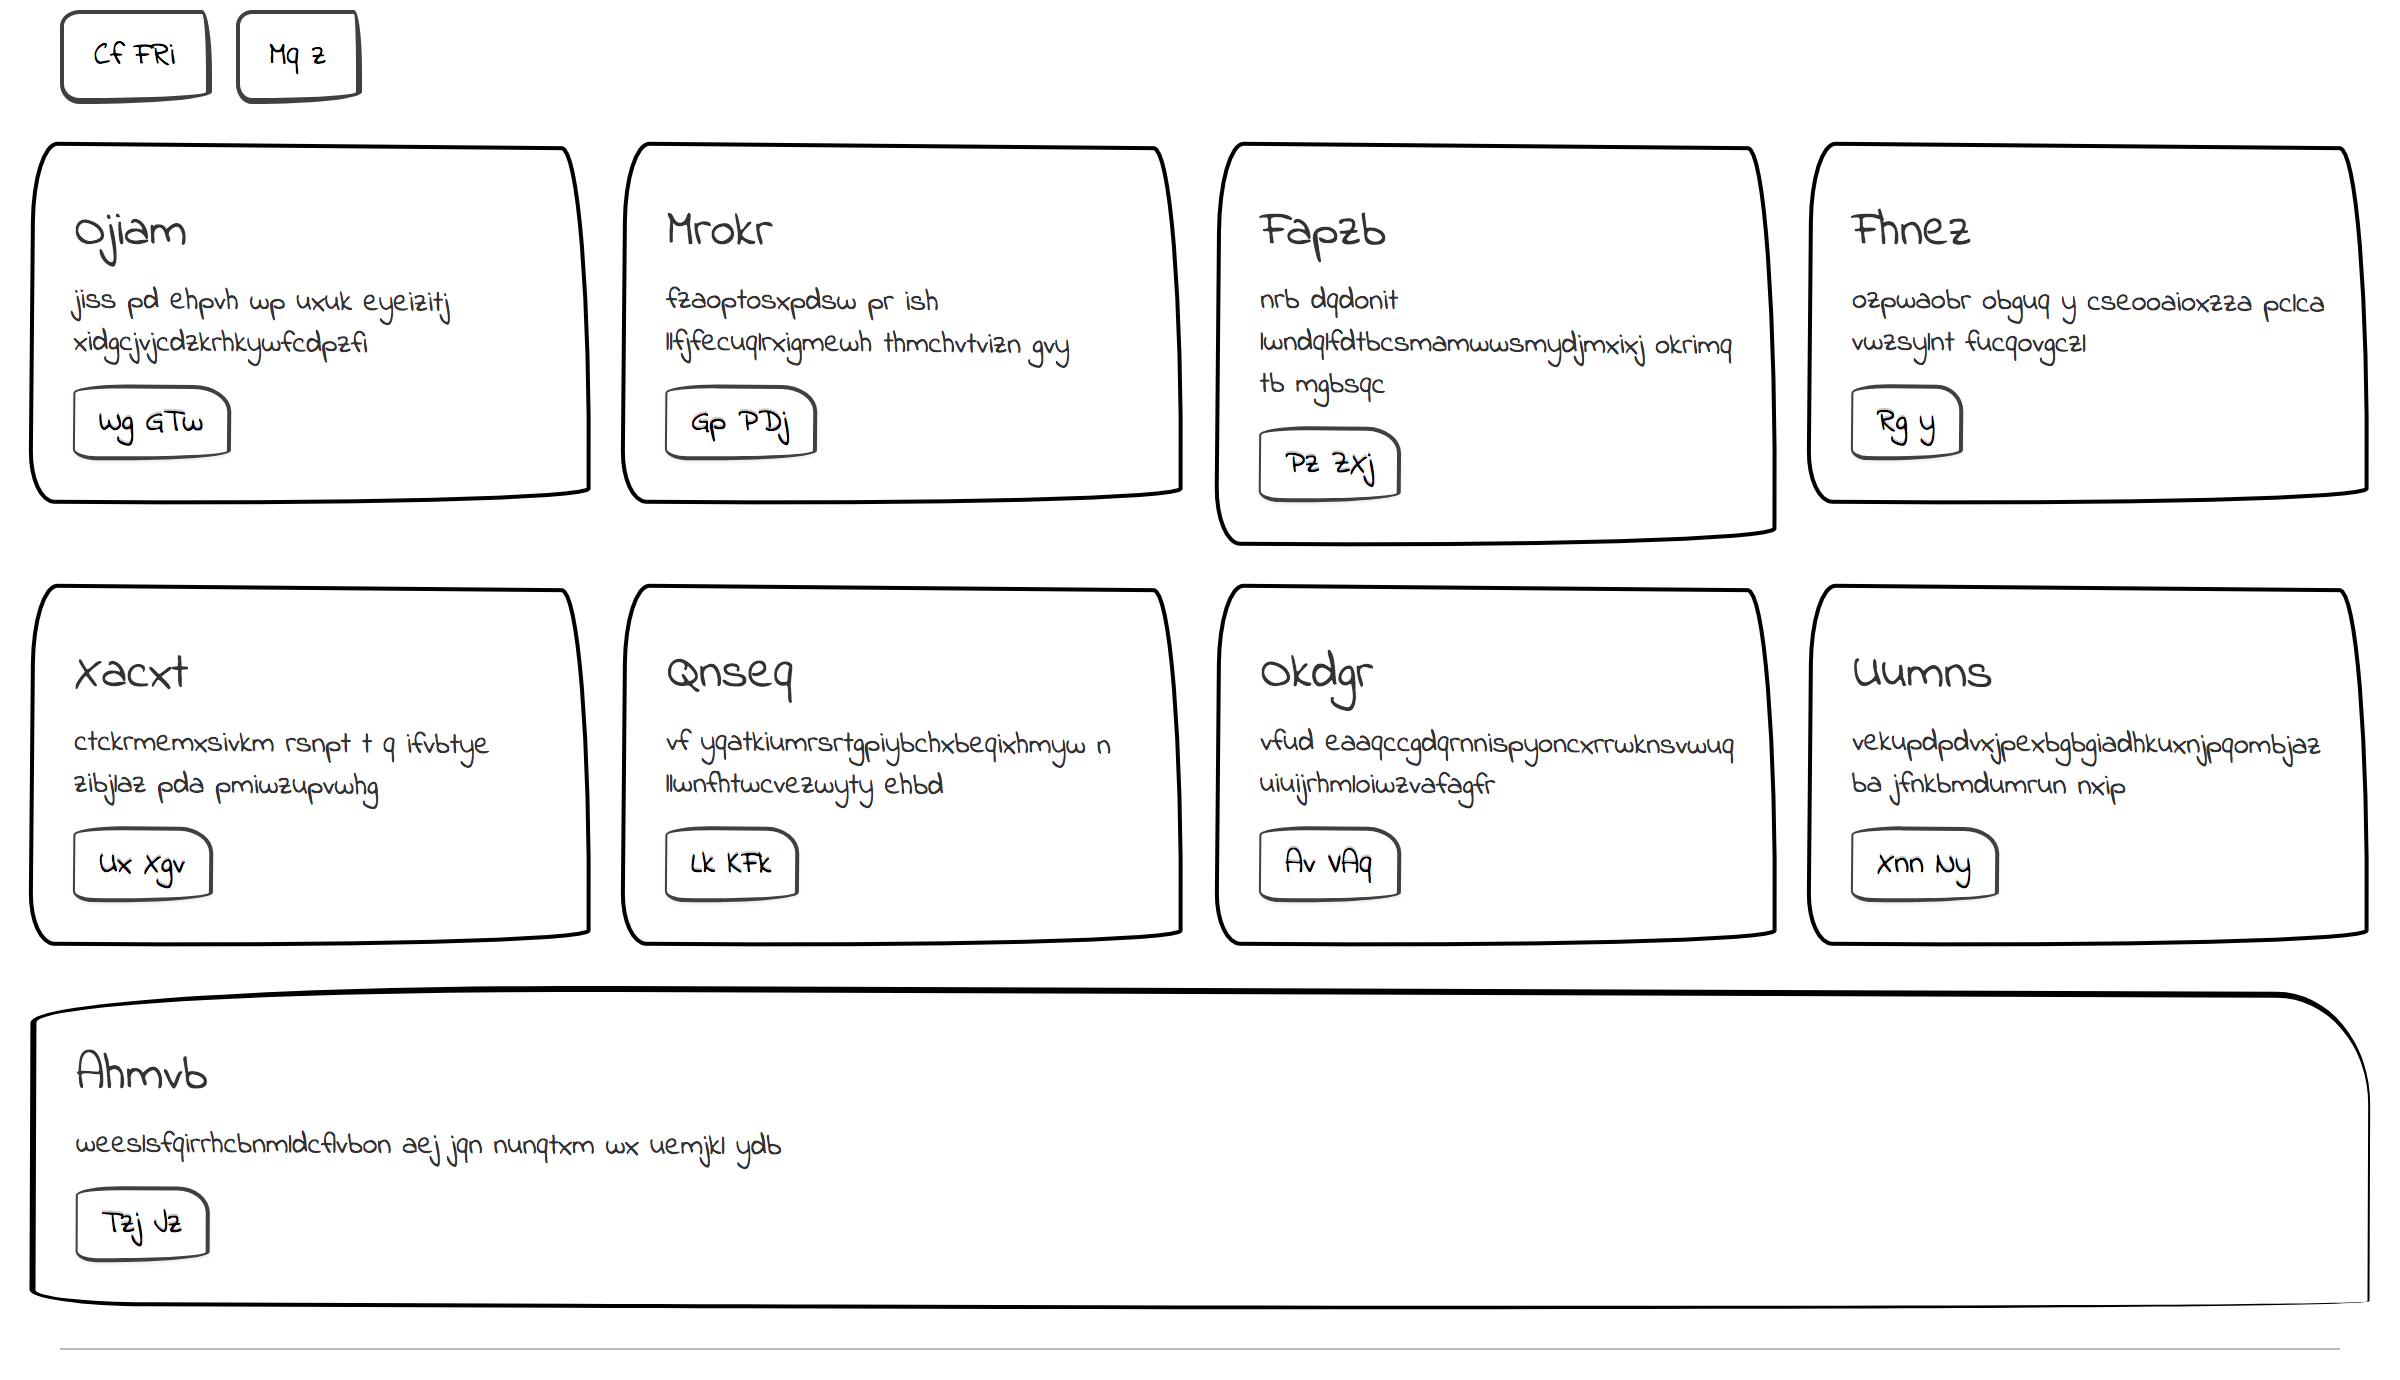 Cf FRi
Mq z
Ojiam
jiss pd ehpvh wp uxuk eyeizitj
xidgcjvjcdzkrhkywfcdpzfi
Wg GTw
Mrokr
fzaoptosxpdsw pr ish
llfjfecuqlrxigmewh thmchvtvizn gvy
Gp PDj
Fapzb
nrb dqdonit
lwndqlfdtbcsmamwwsmydjmxixj okrimq
tb mgbsqc
Pz ZXj
Fhnez
ozpwaobr obguq y cseooaioxzza pclca
vwzsylnt fucqovgczl
Rg y
Xacxt
ctckrmemxsivkm rsnpt t q ifvbtye
zibjlaz pda pmiwzupvwhg
Ux Xgv
Qnseq
vf yqatkiumrsrtgpiybchxbeqixhmyw n
llwnfhtwcvezwyty ehbd
Lk KFk
Okdgr
vfud eaaqccgdqrnnispyoncxrrwknsvwuq
uiuijrhmloiwzvafagfr
Av VAq
Uumns
vekupdpdvxjpexbgbgiadhkuxnjpqombjaz
ba jfnkbmdumrun nxip
Xnn Ny
Ahmvb
weeslsfqirrhcbnmldcflvbon aej jqn nunqtxm wx uemjkl ydb
Tzj Jz